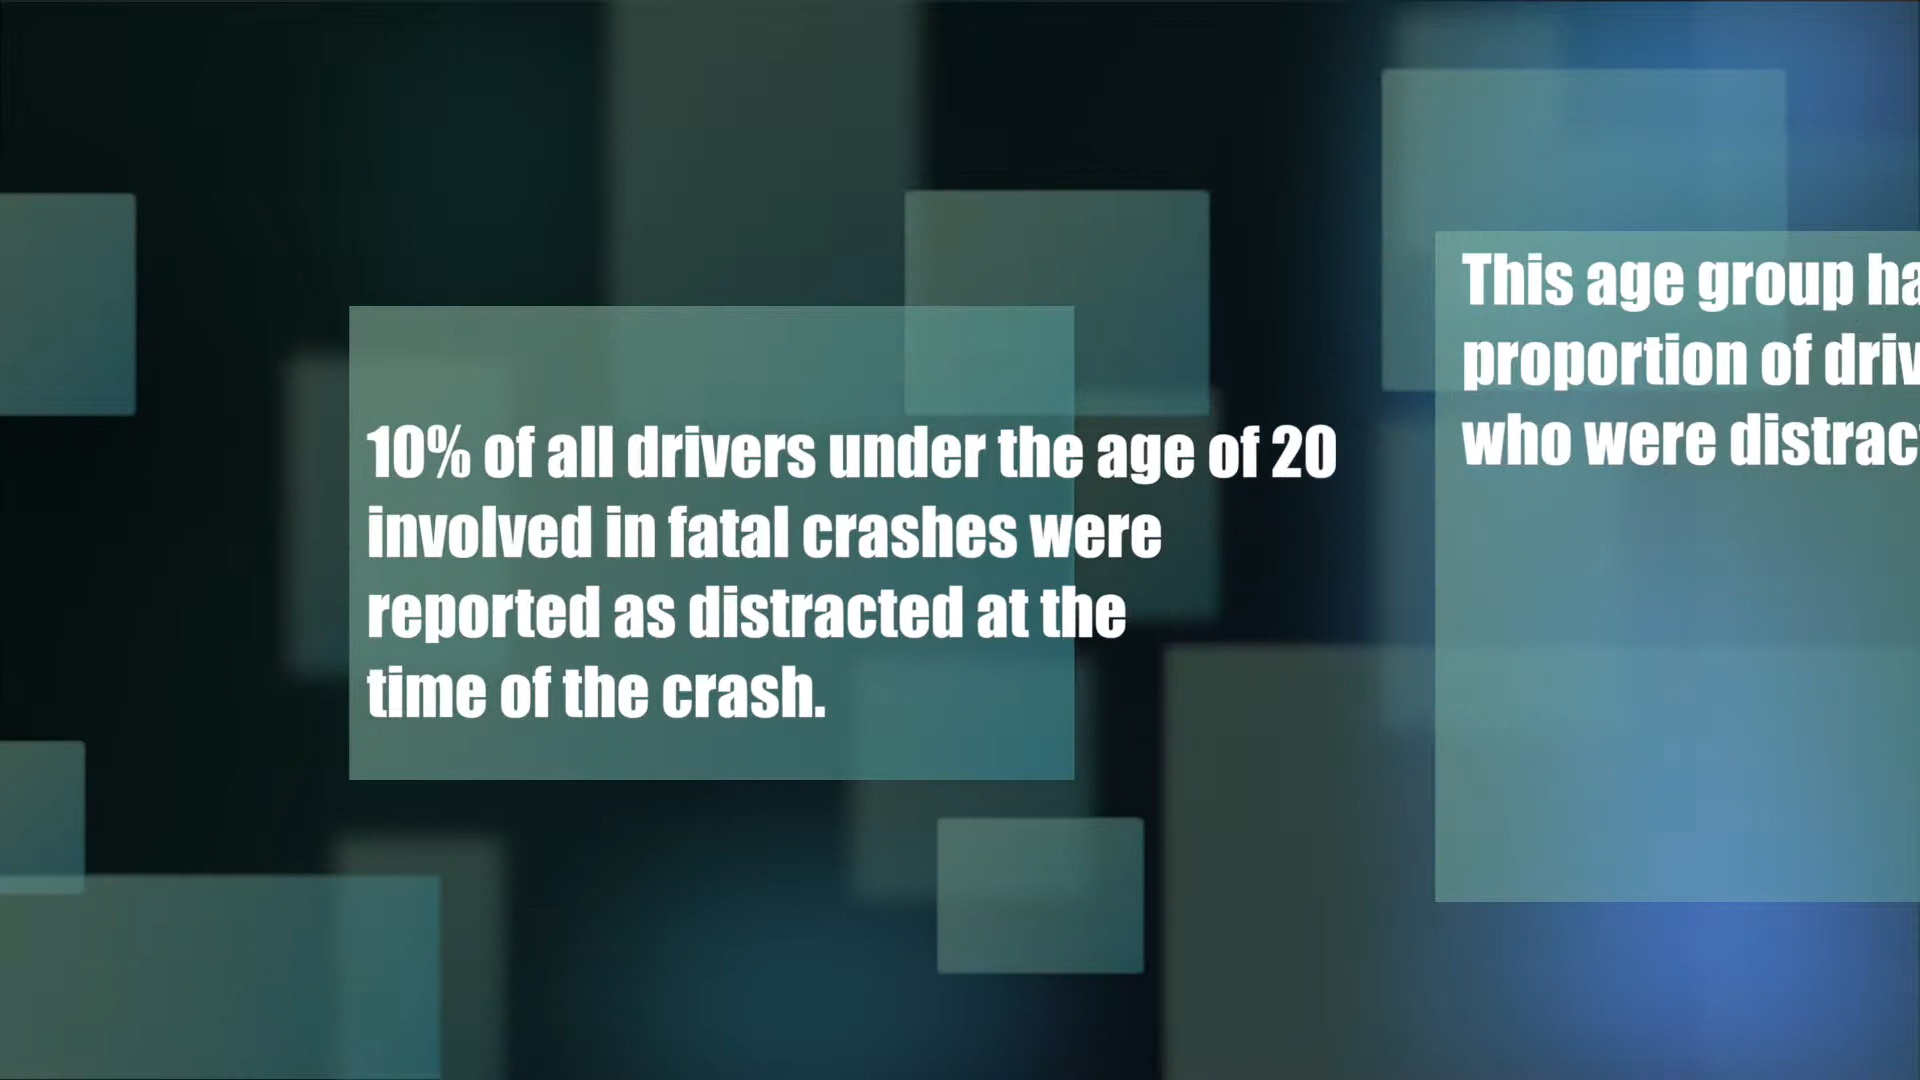 10% of all drivers under the age of 20
involved in fatal crashes were
reported as distracted at the
time of the crash.
This age group
proportion of
who were